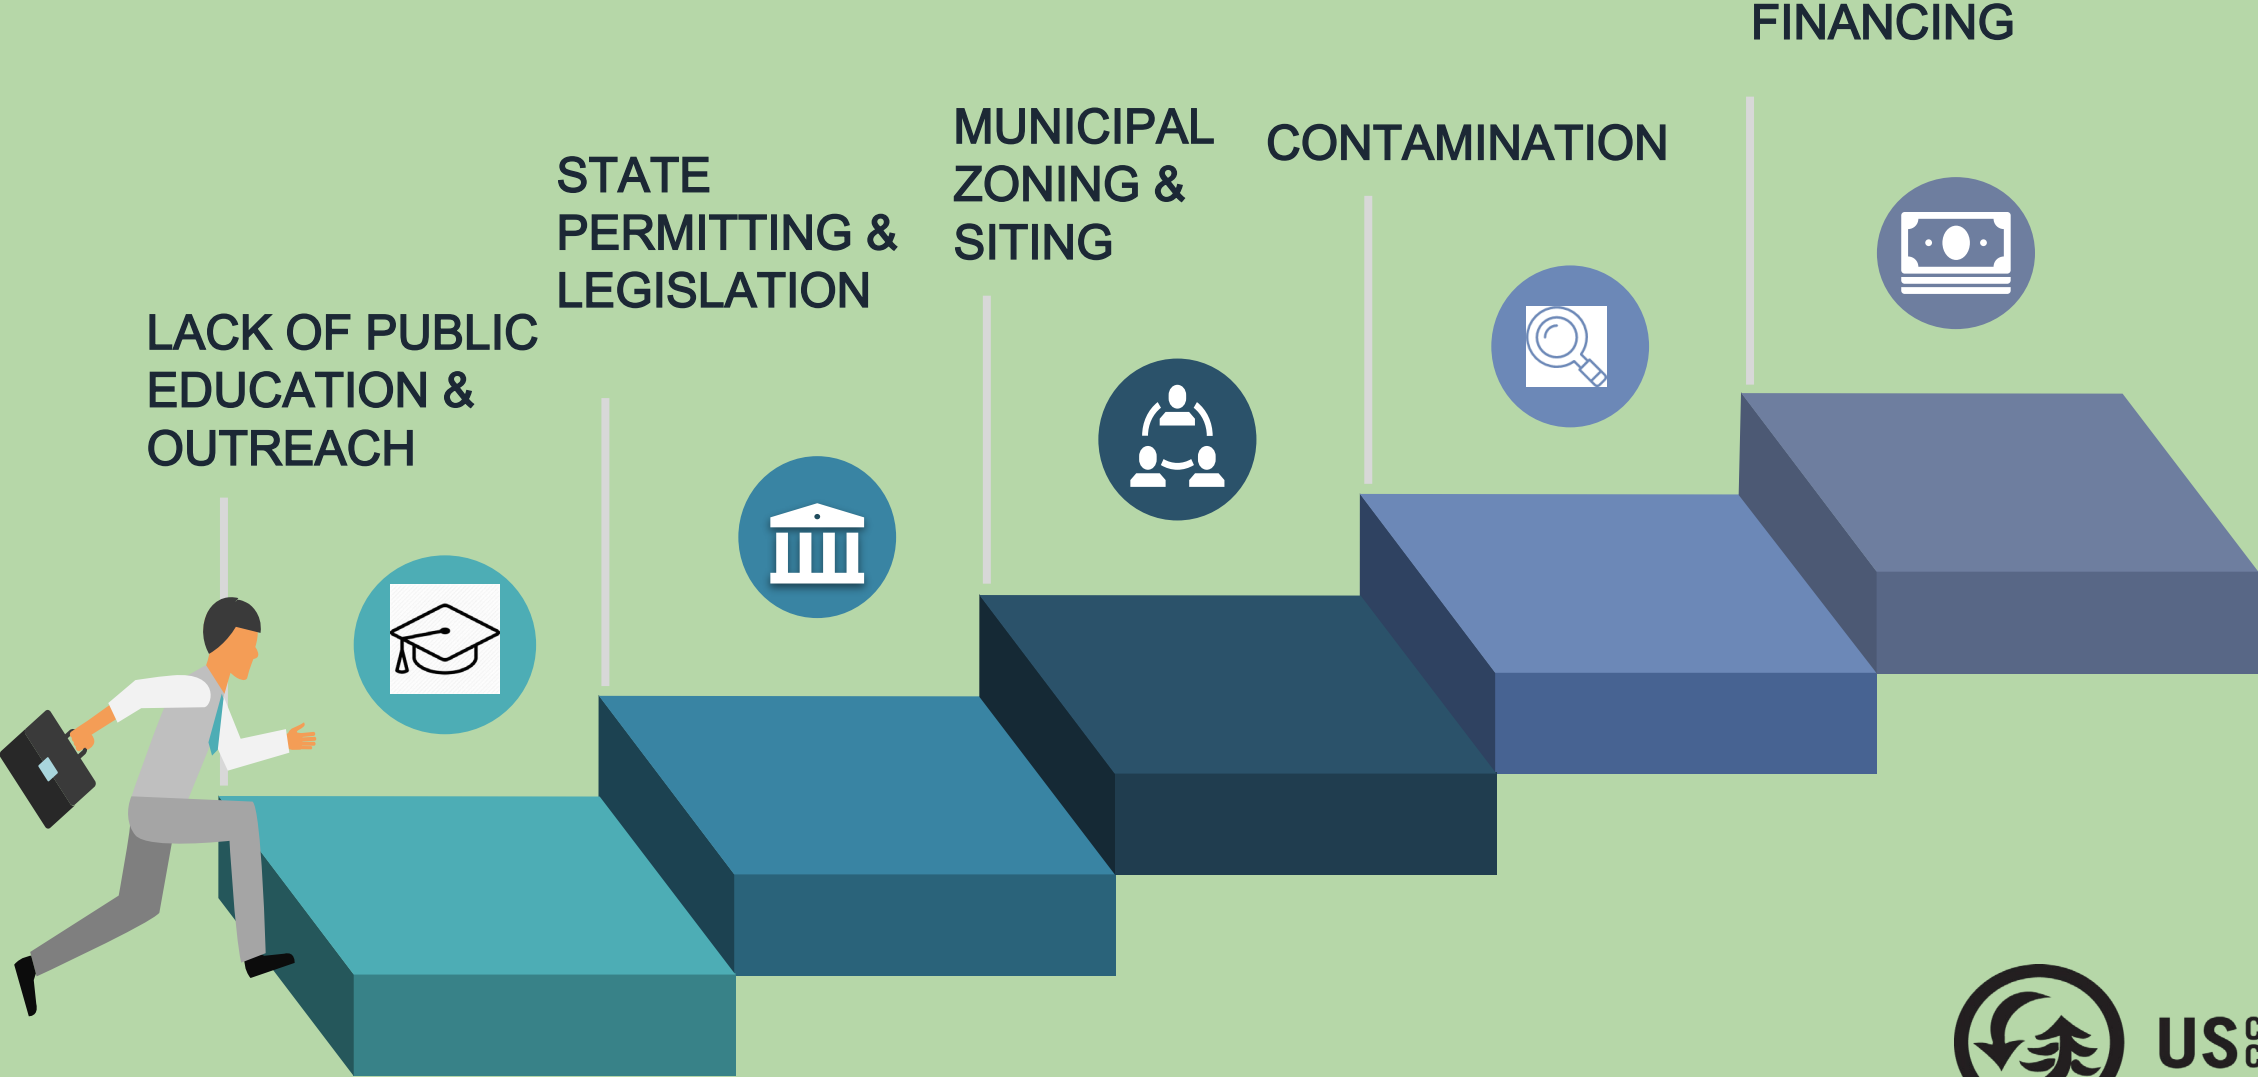 LACK OF PUBLIC
EDUCATION &
OUTREACH
STATE
PERMITTING &
LEGISLATION
MUNICIPAL
ZONING &
SITING
CONTAMINATION
FINANCING
US